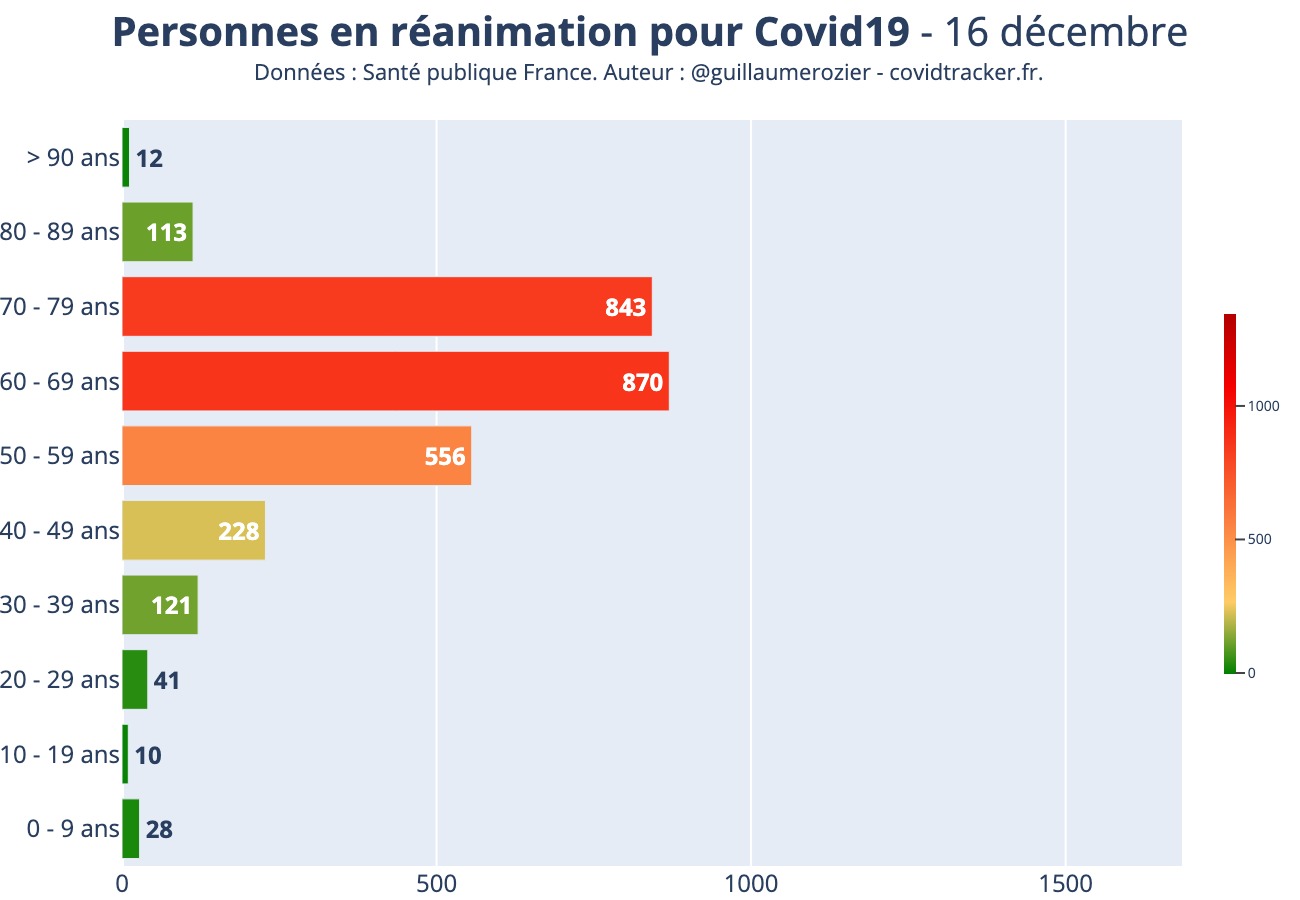 Personnes en réanimation pour Covid19 - 16 décembre
Données : Santé publique France. Auteur : @guillaumerozier - covidtracker.fr.
> 90 ans 12
80 - 89 ans 113
70 - 79 ans 843
60 - 69 ans 870
50 - 59 ans 556
40 - 49 ans 228
30 - 39 ans 121
20 - 29 ans 41
10 - 19 ans 10
0 - 9 ans 28
0 500 1000 1500
1000
500
0